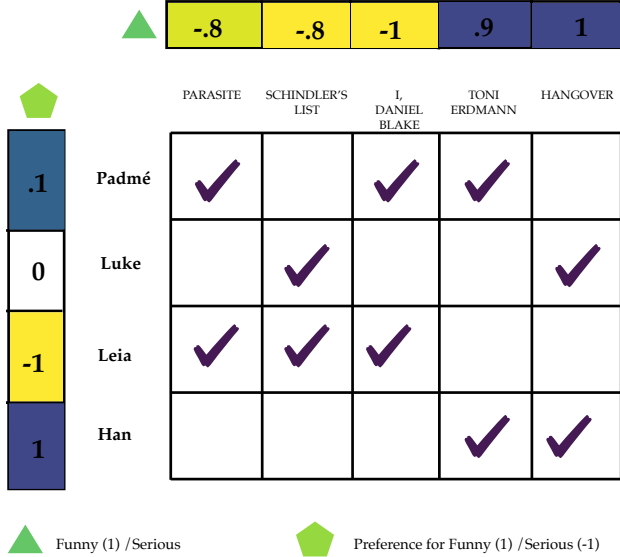 -.8 -.8 -1 .9 1
PARASITE SCHINDLER'S LIST I, DANIEL BLAKE TONI ERDMANN HANGOVER
.1 Padmé
0 Luke
-1 Leia
1 Han
Funny (1) /Serious Preference for Funny (1) /Serious (-1)